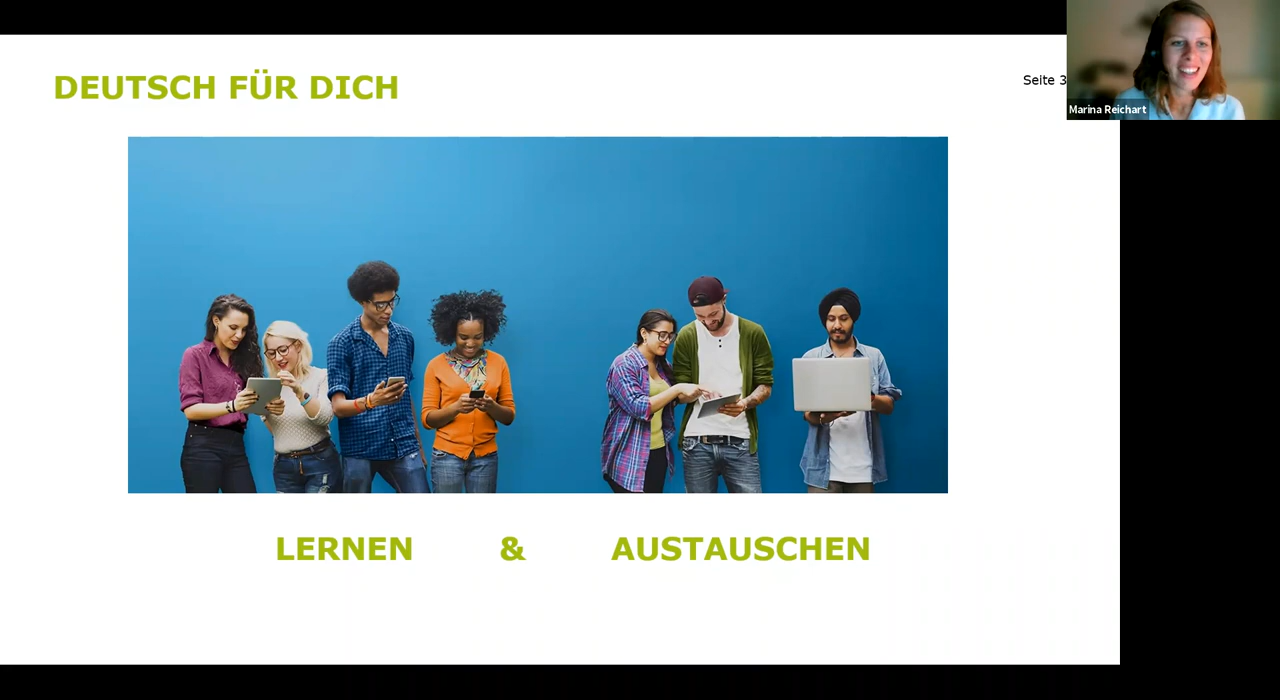 DEUTSCH FÜR DICH
Seite 3
Marina Reichart
LERNEN & AUSTAUSCHEN